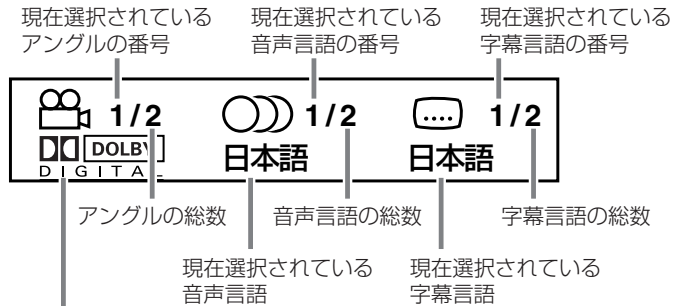 現在選択されている
アングルの番号
現在選択されている
音声言語の番号
現在選択されている
字幕言語の番号
1/2
1/2
1/2
DOLBY
DIGITAL
日本語
日本語
アングルの総数
音声言語の総数
字幕言語の総数
現在選択されている
音声言語
現在選択されている
字幕言語